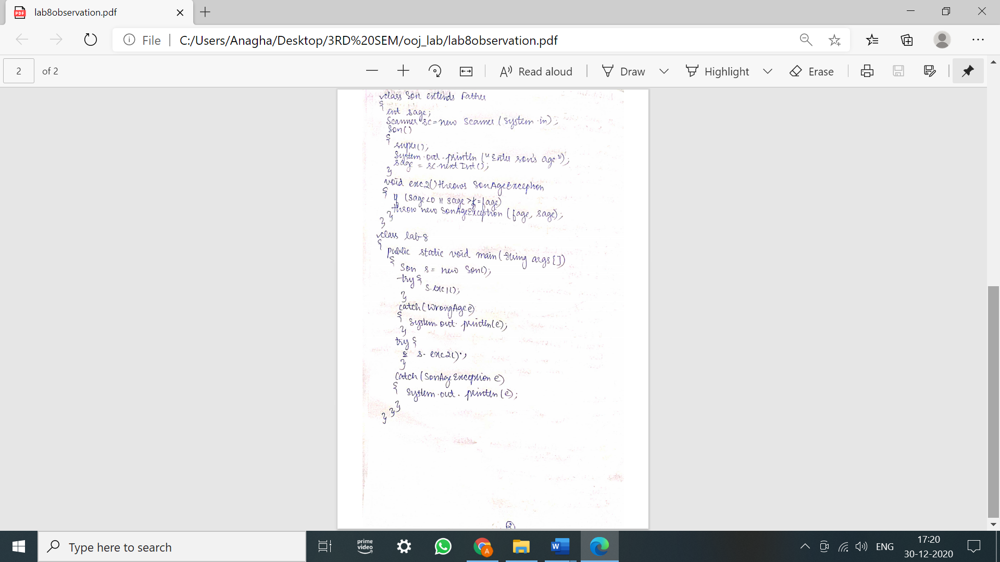 lab8observation.pdf
File
C:/Users/Anagha/Desktop/3RD%20SEM/ooj_lab/lab8observation.pdf
2 of 2
Read aloud
Draw
Highlight
Erase
class Son extends Father
{
int sage;
Scanner sc=new Scanner(System.in);
Son()
{
super();
System.out.println("Enter son's age");
sage = sc.nextInt();
}
void exc2()throws SonAgeException
{
if (sage<0 || sage>=fage)
throw new SonAgeException(fage, sage);
}
}
class lab8
{
public static void main(String args[])
{
Son s= new Son();
try{
s.exc1();
}
catch(WrongAge e)
{
System.out.println(e);
}
try{
s.exc2();
}
catch(SonAgeException e)
{
System.out.println(e);
}
}
}
2
Type here to search
prime video
A
W
ENG
17:20
30-12-2020